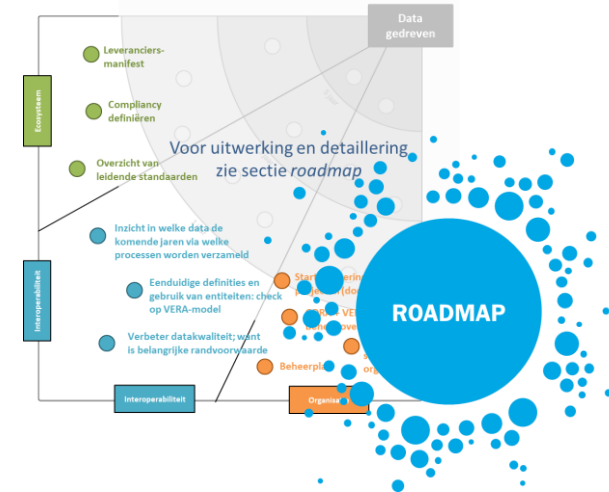 Data
gedreven
Leveranciers-
manifest
Compliancy
definiëren
Overzicht van
leidende standaarden
Ecosysteem
Voor uitwerking en detaillering
zie sectie roadmap
Inzicht in welke data de
komende jaren via welke
processen worden verzameld
Eenduidige definities en
gebruik van entiteiten: check
op VERA-model
Verbeter datakwaliteit; want
is belangrijke randvoorwaarde
Interoperabiliteit
Interoperabiliteit
ROADMAP